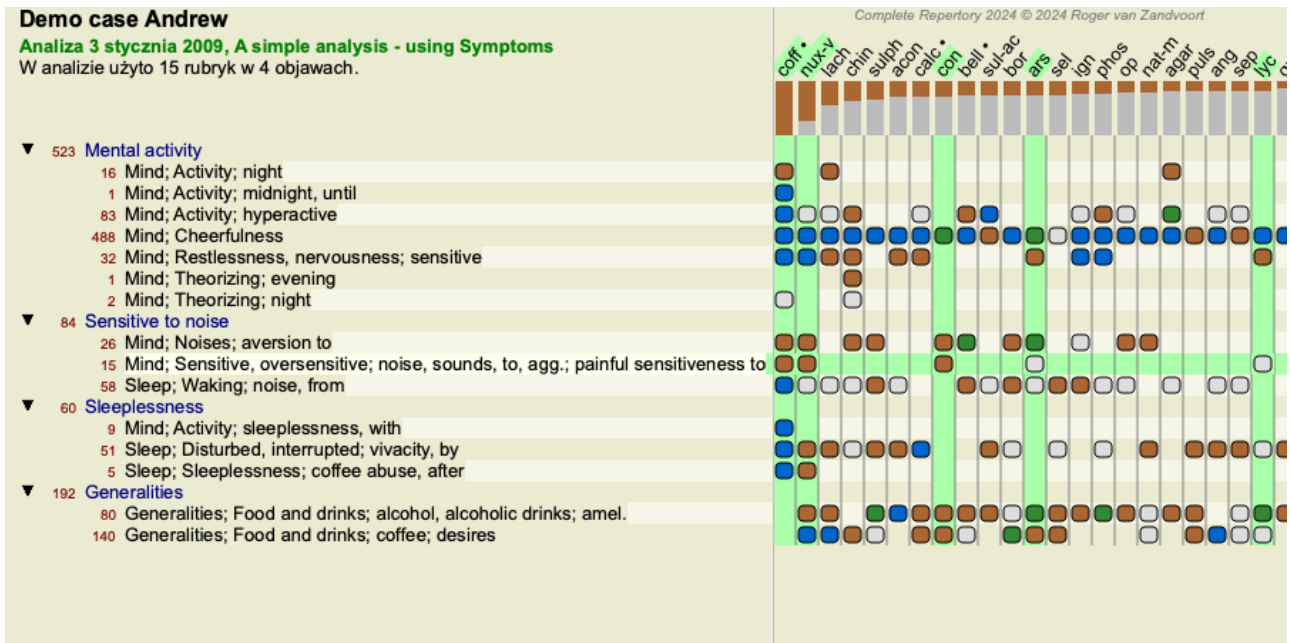 Demo case Andrew
Complete Repertory 2024 © 2024 Roger van Zandvoort
Analiza 3 stycznia 2009, A simple analysis - using Symptoms
W analizie użyto 15 rubryk w 4 objawach.
coff • nux-v lach chin sulph acon calc • con bell • sul-ac bor ars sel ign phos op nat-m agar puls ang sep lyc
▼ 523 Mental activity
16 Mind; Activity; night
1 Mind; Activity; midnight, until
83 Mind; Activity; hyperactive
488 Mind; Cheerfulness
32 Mind; Restlessness, nervousness; sensitive
1 Mind; Theorizing; evening
2 Mind; Theorizing; night
▼ 84 Sensitive to noise
26 Mind; Noises; aversion to
15 Mind; Sensitive, oversensitive; noise, sounds, to, agg.; painful sensitiveness to
58 Sleep; Waking; noise, from
▼ 60 Sleeplessness
9 Mind; Activity; sleeplessness, with
51 Sleep; Disturbed, interrupted; vivacity, by
5 Sleep; Sleeplessness; coffee abuse, after
▼ 192 Generalities
80 Generalities; Food and drinks; alcohol, alcoholic drinks; amel.
140 Generalities; Food and drinks; coffee; desires